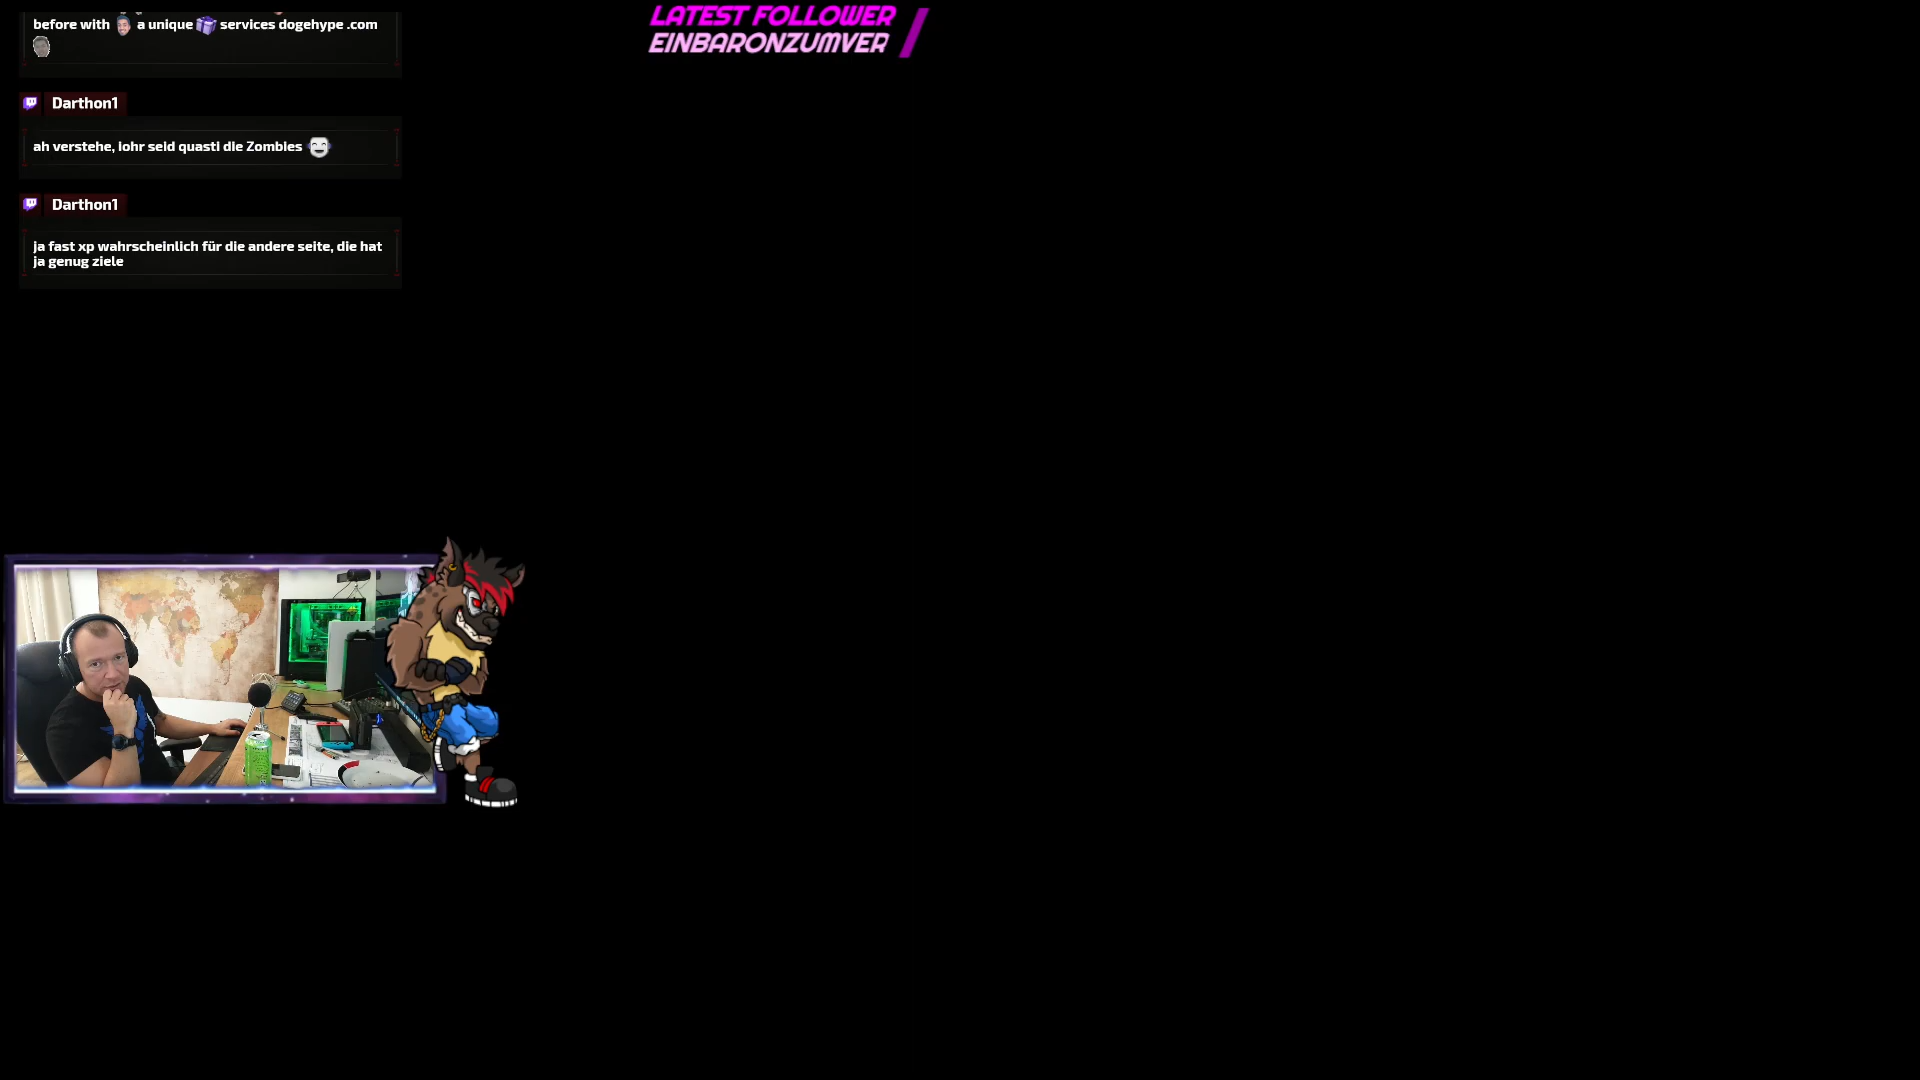 before with a unique services dogehype .com
Darthon1
ah verstehe, iohr seid quasti die Zombies
Darthon1
ja fast xp wahrscheinlich für die andere seite, die hat
ja genug ziele
LATEST FOLLOWER
EINBARONZUMVER